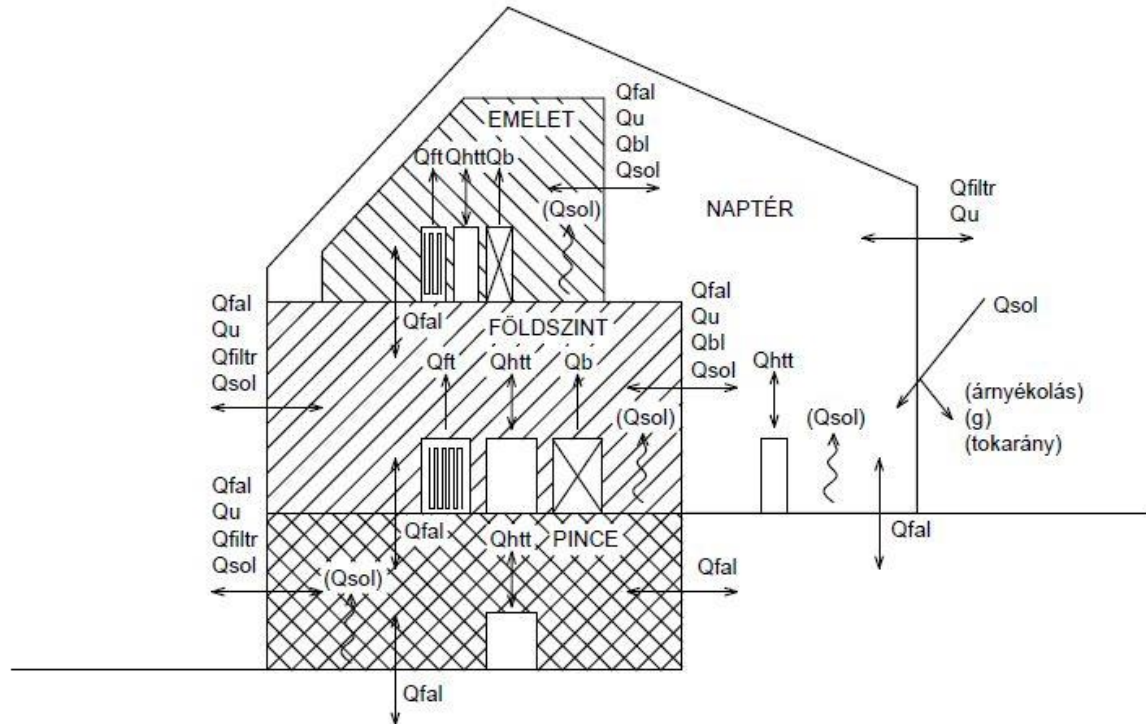 Qfal
Qu
Qbl
Qsol
EMELET
Qft Qhtt Qb
(Qsol)
NAPTÉR
Qfiltr
Qu
Qfal
Qu
Qfiltr
Qsol
Qfal
FÖLDSZINT
Qft Qhtt Qb
(Qsol)
Qfal
Qu
Qbl
Qsol
Qsol
Qhtt
(Qsol)
(árnyékolás)
(g)
(tokarány)
Qfal
Qu
Qfiltr
Qsol
Qfal
Qhtt
PINCE
(Qsol)
Qfal
Qfal
Qfal